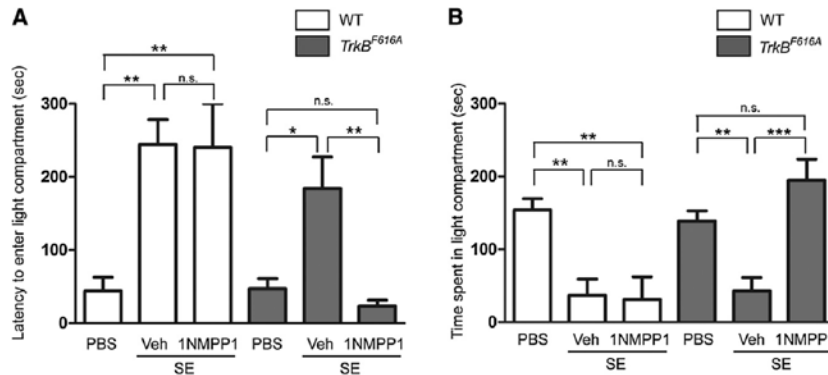 A
WT
TrkB^F616A
Latency to enter light compartment (sec)
300
200
100
0
**
**
n.s.
n.s.
*
**
PBS
Veh
1NMPP1
PBS
Veh
1NMPP1
SE
SE
B
WT
TrkB^F616A
Time spent in light compartment (sec)
300
200
100
0
**
**
n.s.
n.s.
**
***
PBS
Veh
1NMPP1
PBS
Veh
1NMPP
SE
SE